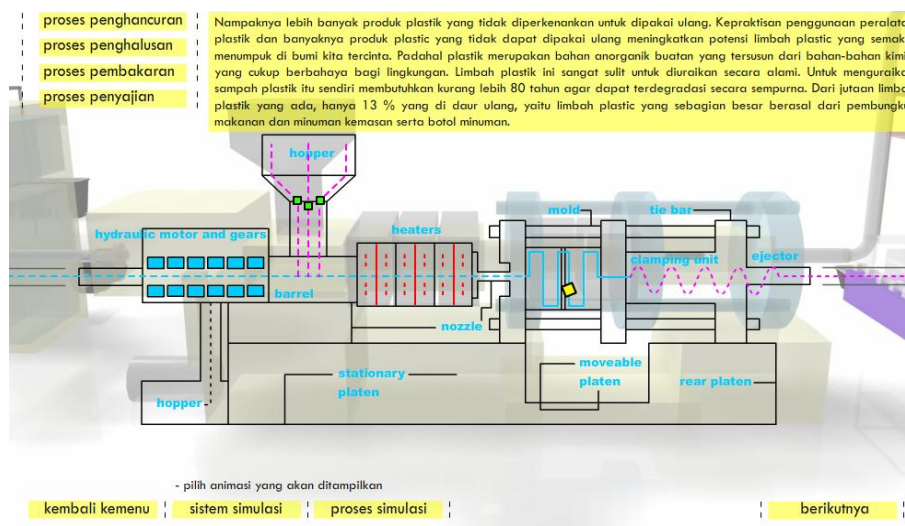 proses penghancuran
proses penghalusan
proses pembakaran
proses penyajian
Nampaknya lebih banyak produk plastik yang tidak diperkenankan untuk dipakai ulang. Kepraktisan penggunaan
plastik dan banyaknya produk plastic yang tidak dapat dipakai ulang meningkatkan potensi limbah plastic yang
menumpuk di bumi kita tercinta. Padahal plastik merupakan bahan anorganik buatan yang tersusun dari bahan-bahan
yang cukup berbahaya bagi lingkungan. Limbah plastik ini sangat sulit untuk diuraikan secara alami. Untuk
sampah plastik itu sendiri membutuhkan kurang lebih 80 tahun agar dapat terdegradasi secara sempurna. Dari jutaan
plastik yang ada, hanya 13 % yang di daur ulang, yaitu limbah plastic yang sebagian besar berasal dari
makanan dan minuman kemasan serta botol minuman.
hopper
mold
tie bar
hydraulic motor and gears
heaters
clamping unit
ejector
barrel
nozzle
stationary
platen
moveable
platen
rear platen
hopper
- pilih animasi yang akan ditampilkan
kembali kemenu
sistem simulasi
proses simulasi
berikutnya